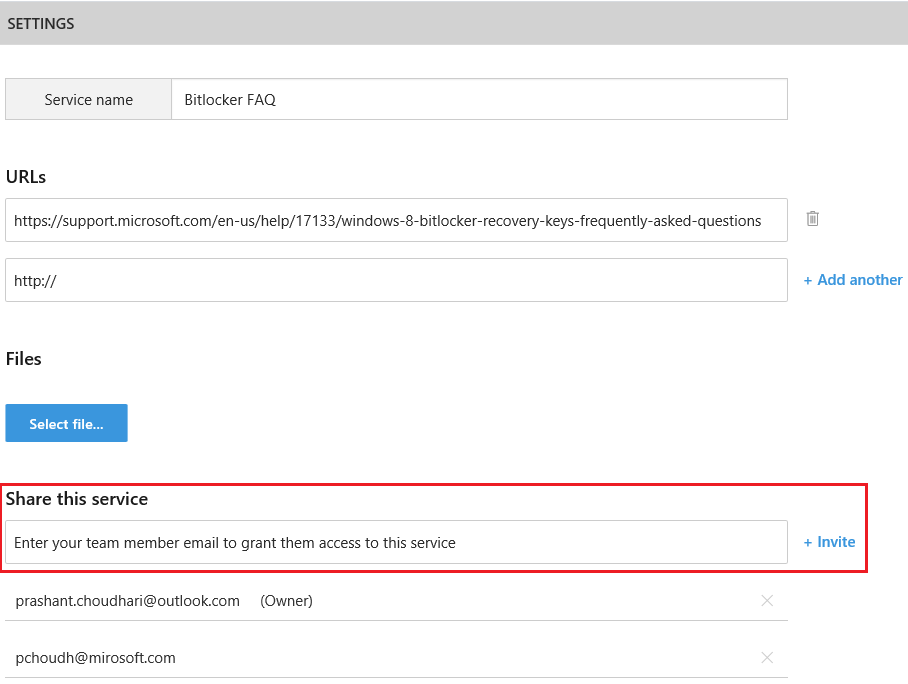 SETTINGS
Service name
Bitlocker FAQ
URLs
https://support.microsoft.com/en-us/help/17133/windows-8-bitlocker-recovery-keys-frequently-asked-questions
http://
+ Add another
Files
Select file...
Share this service
Enter your team member email to grant them access to this service
+ Invite
prashant.choudhari@outlook.com (Owner)
pchoudh@mirosoft.com